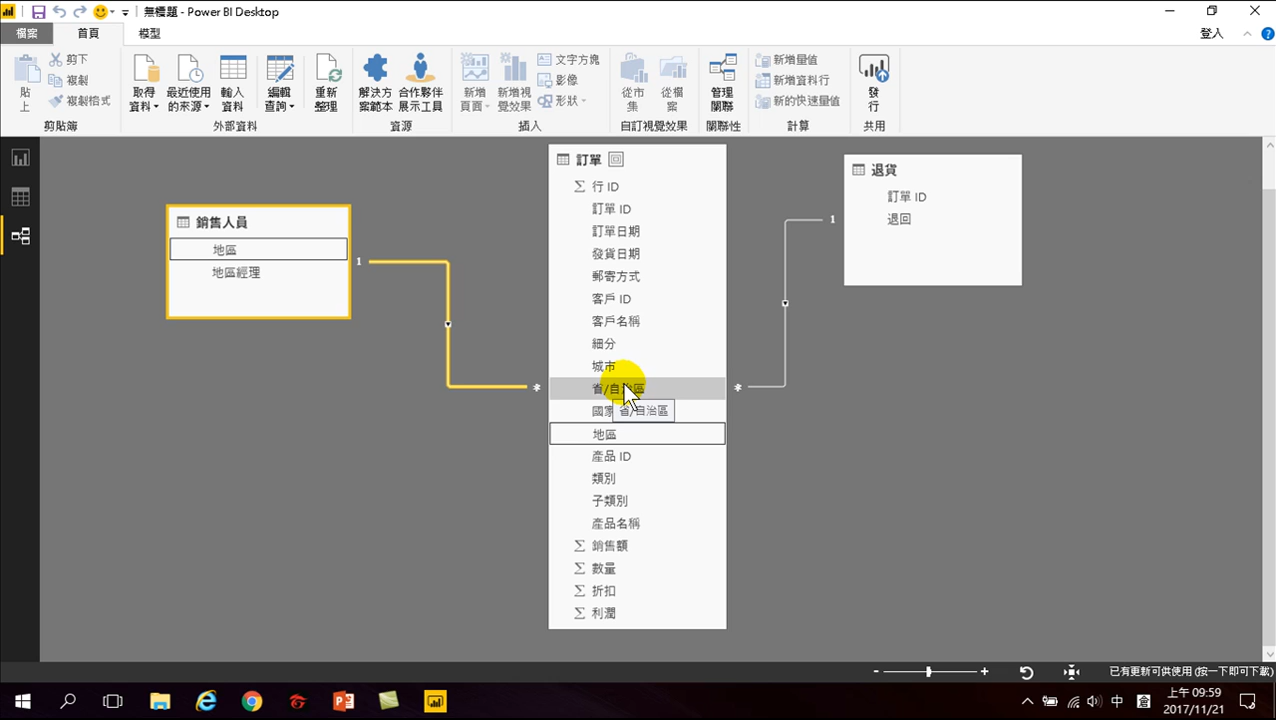 無標題 - Power BI Desktop
檔案
首頁
模型
登入
貼上
剪下
複製
複製格式
剪貼簿
取得資料
最近使用的來源
輸入資料
編輯查詢
重新整理
外部資料
解決方案範本
合作夥伴展示工具
資源
新增頁面
新增視覺效果
文字方塊
影像
形狀
插入
從市集
從檔案
自訂視覺效果
管理關聯
關聯性
新增量值
新增資料行
新的快速量值
計算
發行
共用
銷售人員
地區
地區經理
1
*
訂單
行 ID
訂單 ID
訂單日期
發貨日期
郵寄方式
客戶 ID
客戶名稱
細分
城市
省/自治區
國家
省/自治區
地區
產品 ID
類別
子類別
產品名稱
銷售額
數量
折扣
利潤
*
1
退貨
訂單 ID
退回
已有更新可供使用 (按一下即可下載)
中
上午 09:59
2017/11/21